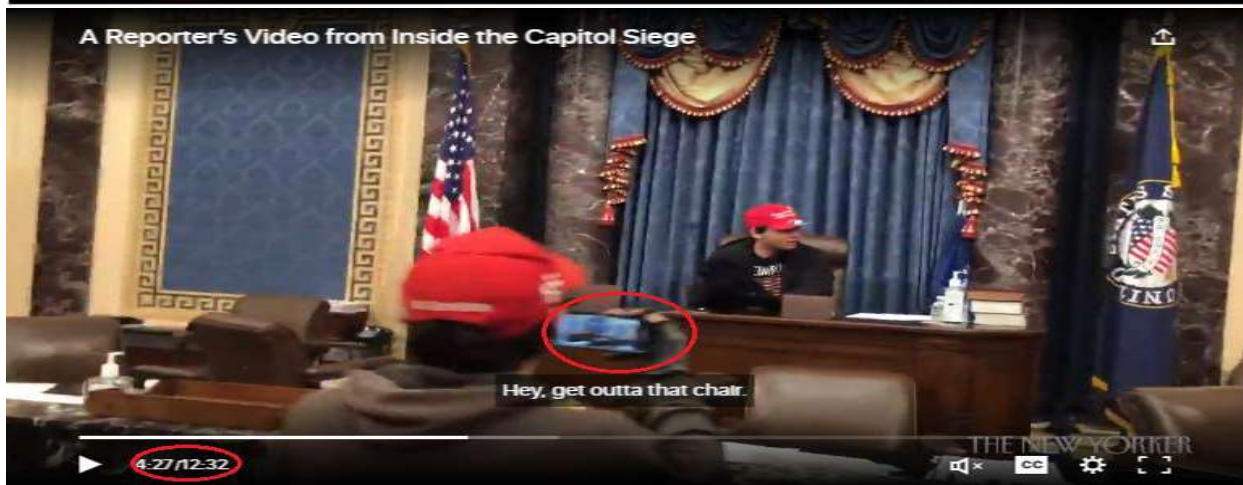 A Reporter's Video from Inside the Capitol Siege
Hey, get outta that chair.
THE NEW YORKER
4:27/12:32
CC